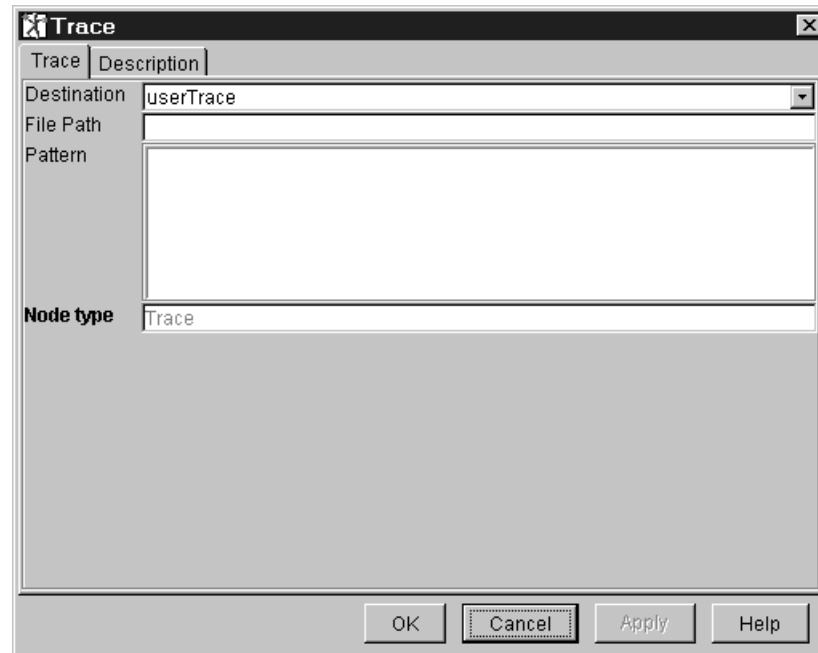 Trace
Trace Description
Destination userTrace
File Path
Pattern
Node type Trace
OK Cancel Apply Help